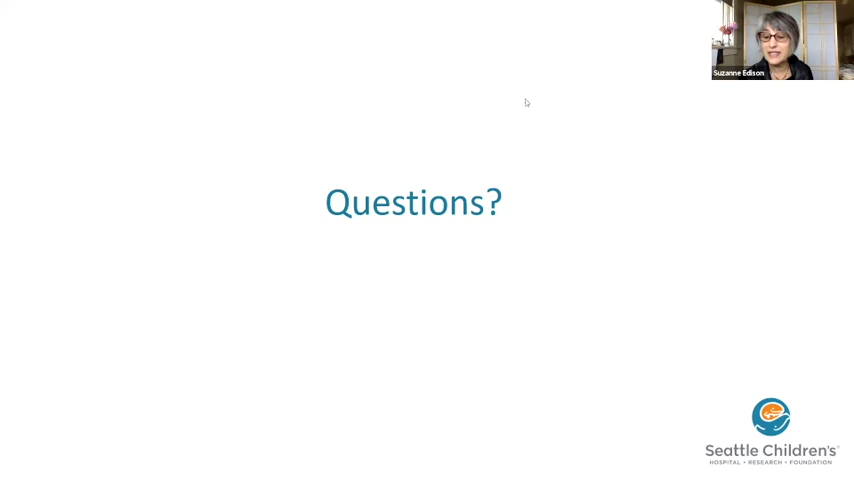 Suzanne Edison
Questions?
Seattle Children's®
HOSPITAL • RESEARCH • FOUNDATION